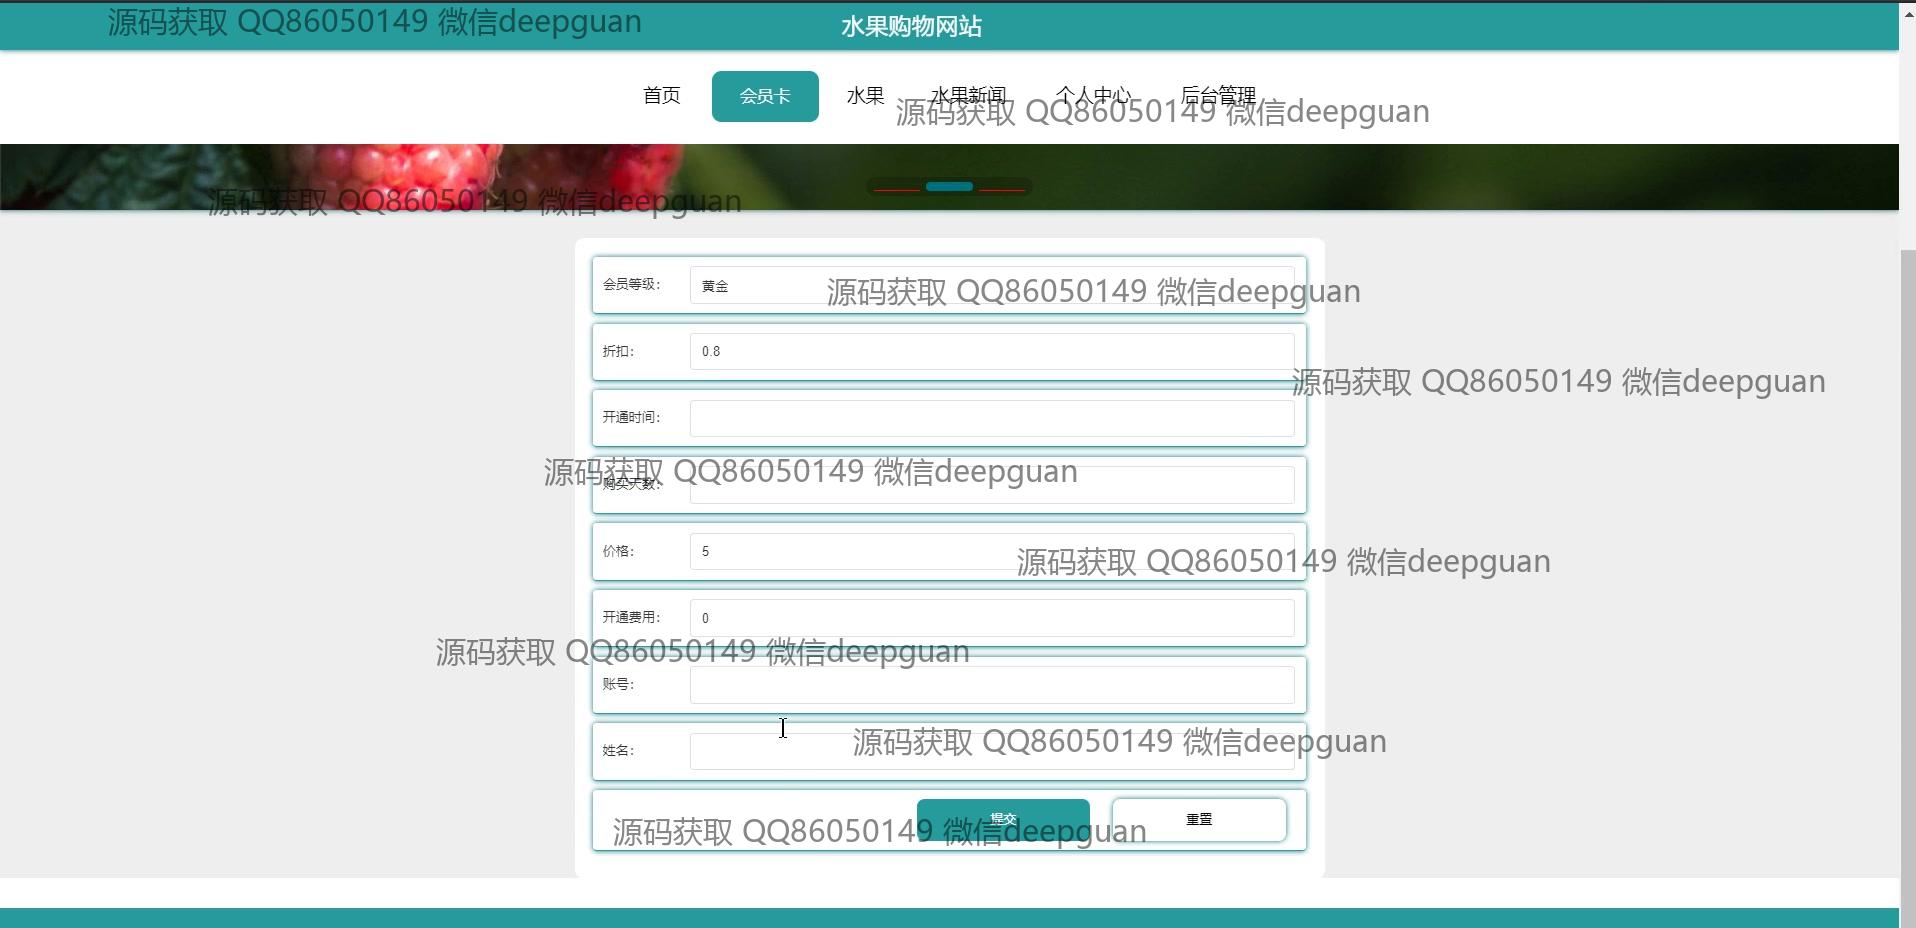 源码获取 QQ86050149 微信deepguan
水果购物网站
首页 会员卡 水果 水果新闻 个人中心 后台管理
源码获取 QQ86050149 微信deepguan
源码获取 QQ86050149 微信deepguan
会员等级： 黄金
源码获取 QQ86050149 微信deepguan
折扣： 0.8
源码获取 QQ86050149 微信deepguan
开通时间：
源码获取 QQ86050149 微信deepguan
购买天数：
价格： 5
源码获取 QQ86050149 微信deepguan
开通费用： 0
源码获取 QQ86050149 微信deepguan
账号：
姓名：
源码获取 QQ86050149 微信deepguan
提交 重置
源码获取 QQ86050149 微信deepguan